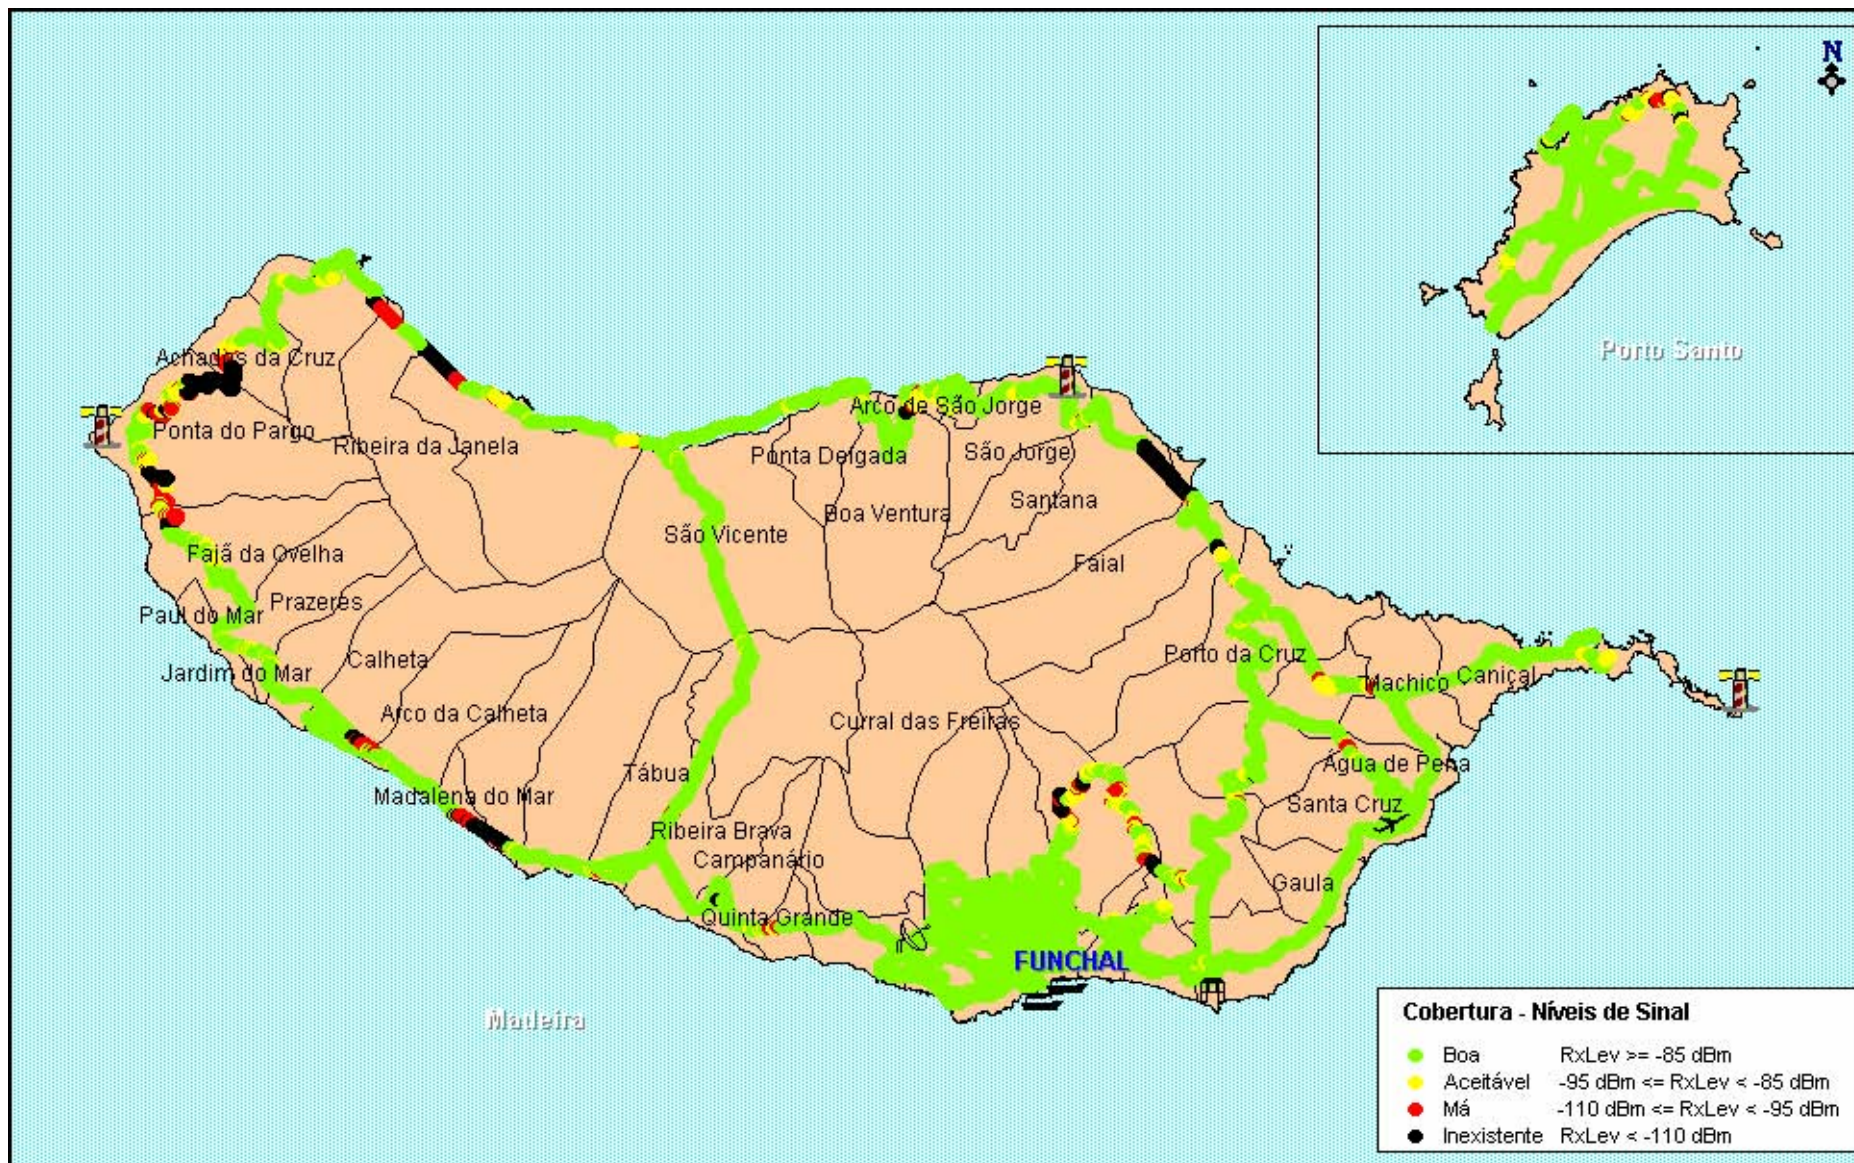 N
Porto Santo
Achadas da Cruz
Ponta do Pargo
Ribeira da Janela
Arco de São Jorge
Ponta Delgada
São Jorge
Santana
Boa Ventura
São Vicente
Faial
Fajã da Ovelha
Prazeres
Paul do Mar
Calheta
Jardim do Mar
Porto da Cruz
Machico
Caniçal
Arco da Calheta
Curral das Freiras
Tábua
Água de Pena
Madalena do Mar
Santa Cruz
Ribeira Brava
Campanário
Gaula
Quinta Grande
FUNCHAL
Madeira
Cobertura - Níveis de Sinal
Boa RxLev >= -85 dBm
Aceitável -95 dBm <= RxLev < -85 dBm
Má -110 dBm <= RxLev < -95 dBm
Inexistente RxLev < -110 dBm